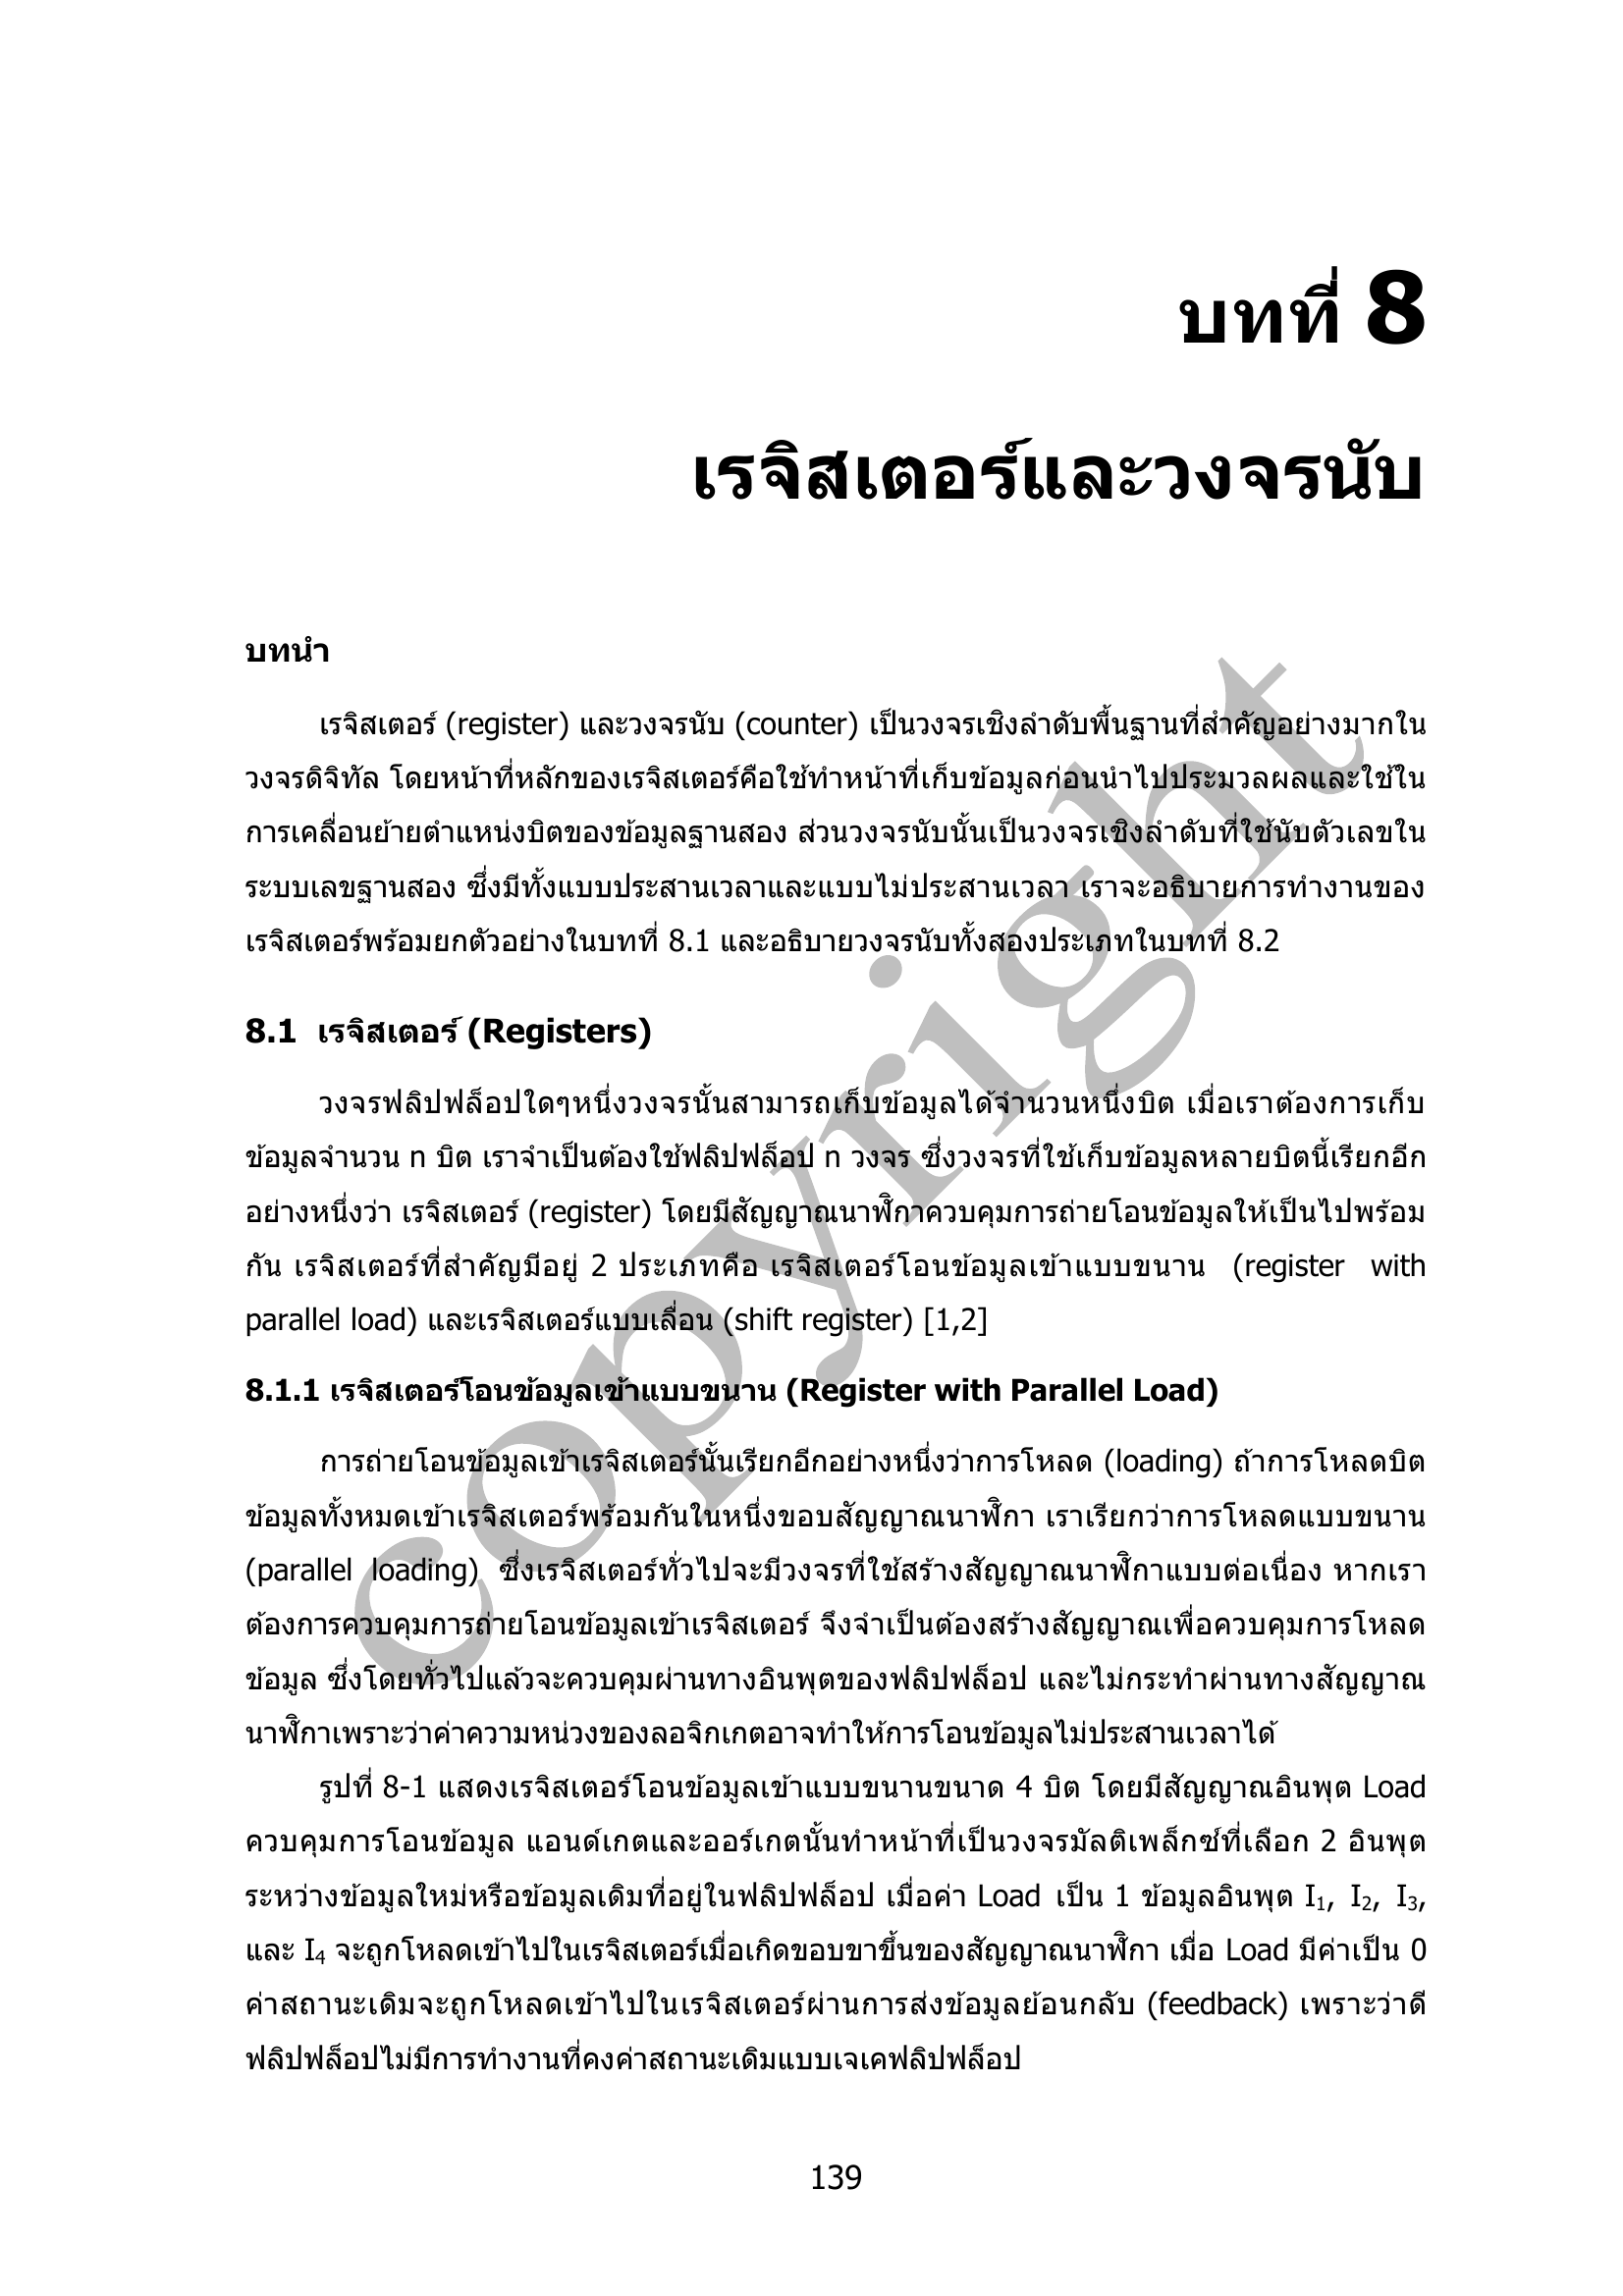 บทที่ 8
เรจิสเตอร์และวงจรนับ
บทนำ
เรจิสเตอร์ (register) และวงจรนับ (counter) เป็นวงจรเชิงลำดับพื้นฐานที่สำคัญอย่างมากใน
วงจรดิจิทัล โดยหน้าที่หลักของเรจิสเตอร์คือใช้ทำหน้าที่เก็บข้อมูลก่อนนำไปประมวลผลและใช้ใน
การเคลื่อนย้ายตำแหน่งบิตของข้อมูลฐานสอง ส่วนวงจรนับนั้นเป็นวงจรเชิงลำดับที่ใช้นับตัวเลขใน
ระบบเลขฐานสอง ซึ่งมีทั้งแบบประสานเวลาและแบบไม่ประสานเวลา เราจะอธิบายการทำงานของ
เรจิสเตอร์พร้อมยกตัวอย่างในบทที่ 8.1 และอธิบายวงจรนับทั้งสองประเภทในบทที่ 8.2
8.1 เรจิสเตอร์ (Registers)
วงจรฟลิปฟล็อปใดๆหนึ่งวงจรนั้นสามารถเก็บข้อมูลได้จำนวนหนึ่งบิต เมื่อเราต้องการเก็บ
ข้อมูลจำนวน n บิต เราจำเป็นต้องใช้ฟลิปฟล็อป n วงจร ซึ่งวงจรที่ใช้เก็บข้อมูลหลายบิตนี้เรียกอีก
อย่างหนึ่งว่า เรจิสเตอร์ (register) โดยมีสัญญาณนาฬิกาควบคุมการถ่ายโอนข้อมูลให้เป็นไปพร้อม
กัน เรจิสเตอร์ที่สำคัญมีอยู่ 2 ประเภทคือ เรจิสเตอร์โอนข้อมูลเข้าแบบขนาน (register with
parallel load) และเรจิสเตอร์แบบเลื่อน (shift register) [1,2]
8.1.1 เรจิสเตอร์โอนข้อมูลเข้าแบบขนาน (Register with Parallel Load)
การถ่ายโอนข้อมูลเข้าเรจิสเตอร์นั้นเรียกอีกอย่างหนึ่งว่าการโหลด (loading) ถ้าการโหลดบิต
ข้อมูลทั้งหมดเข้าเรจิสเตอร์พร้อมกันในหนึ่งขอบสัญญาณนาฬิกา เราเรียกว่าการโหลดแบบขนาน
(parallel loading) ซึ่งเรจิสเตอร์ทั่วไปจะมีวงจรที่ใช้สร้างสัญญาณนาฬิกาแบบต่อเนื่อง หากเรา
ต้องการควบคุมการถ่ายโอนข้อมูลเข้าเรจิสเตอร์ จึงจำเป็นต้องสร้างสัญญาณเพื่อควบคุมการโหลด
ข้อมูล ซึ่งโดยทั่วไปแล้วจะควบคุมผ่านทางอินพุตของฟลิปฟล็อป และไม่กระทำผ่านทางสัญญาณ
นาฬิกาเพราะว่าค่าความหน่วงของลอจิกเกตอาจทำให้การโอนข้อมูลไม่ประสานเวลาได้
รูปที่ 8-1 แสดงเรจิสเตอร์โอนข้อมูลเข้าแบบขนานขนาด 4 บิต โดยมีสัญญาณอินพุต Load
ควบคุมการโอนข้อมูล แอนด์เกตและออร์เกตนั้นทำหน้าที่เป็นวงจรมัลติเพล็กซ์ที่เลือก 2 อินพุต
ระหว่างข้อมูลใหม่หรือข้อมูลเดิมที่อยู่ในฟลิปฟล็อป เมื่อค่า Load เป็น 1 ข้อมูลอินพุต I₁, I₂, I₃,
และ I₄ จะถูกโหลดเข้าไปในเรจิสเตอร์เมื่อเกิดขอบขาขึ้นของสัญญาณนาฬิกา เมื่อ Load มีค่าเป็น 0
ค่าสถานะเดิมจะถูกโหลดเข้าไปในเรจิสเตอร์ผ่านการส่งข้อมูลย้อนกลับ (feedback) เพราะว่าดี
ฟลิปฟล็อปไม่มีการทำงานที่คงค่าสถานะเดิมแบบเจเคฟลิปฟล็อป
139
copyright